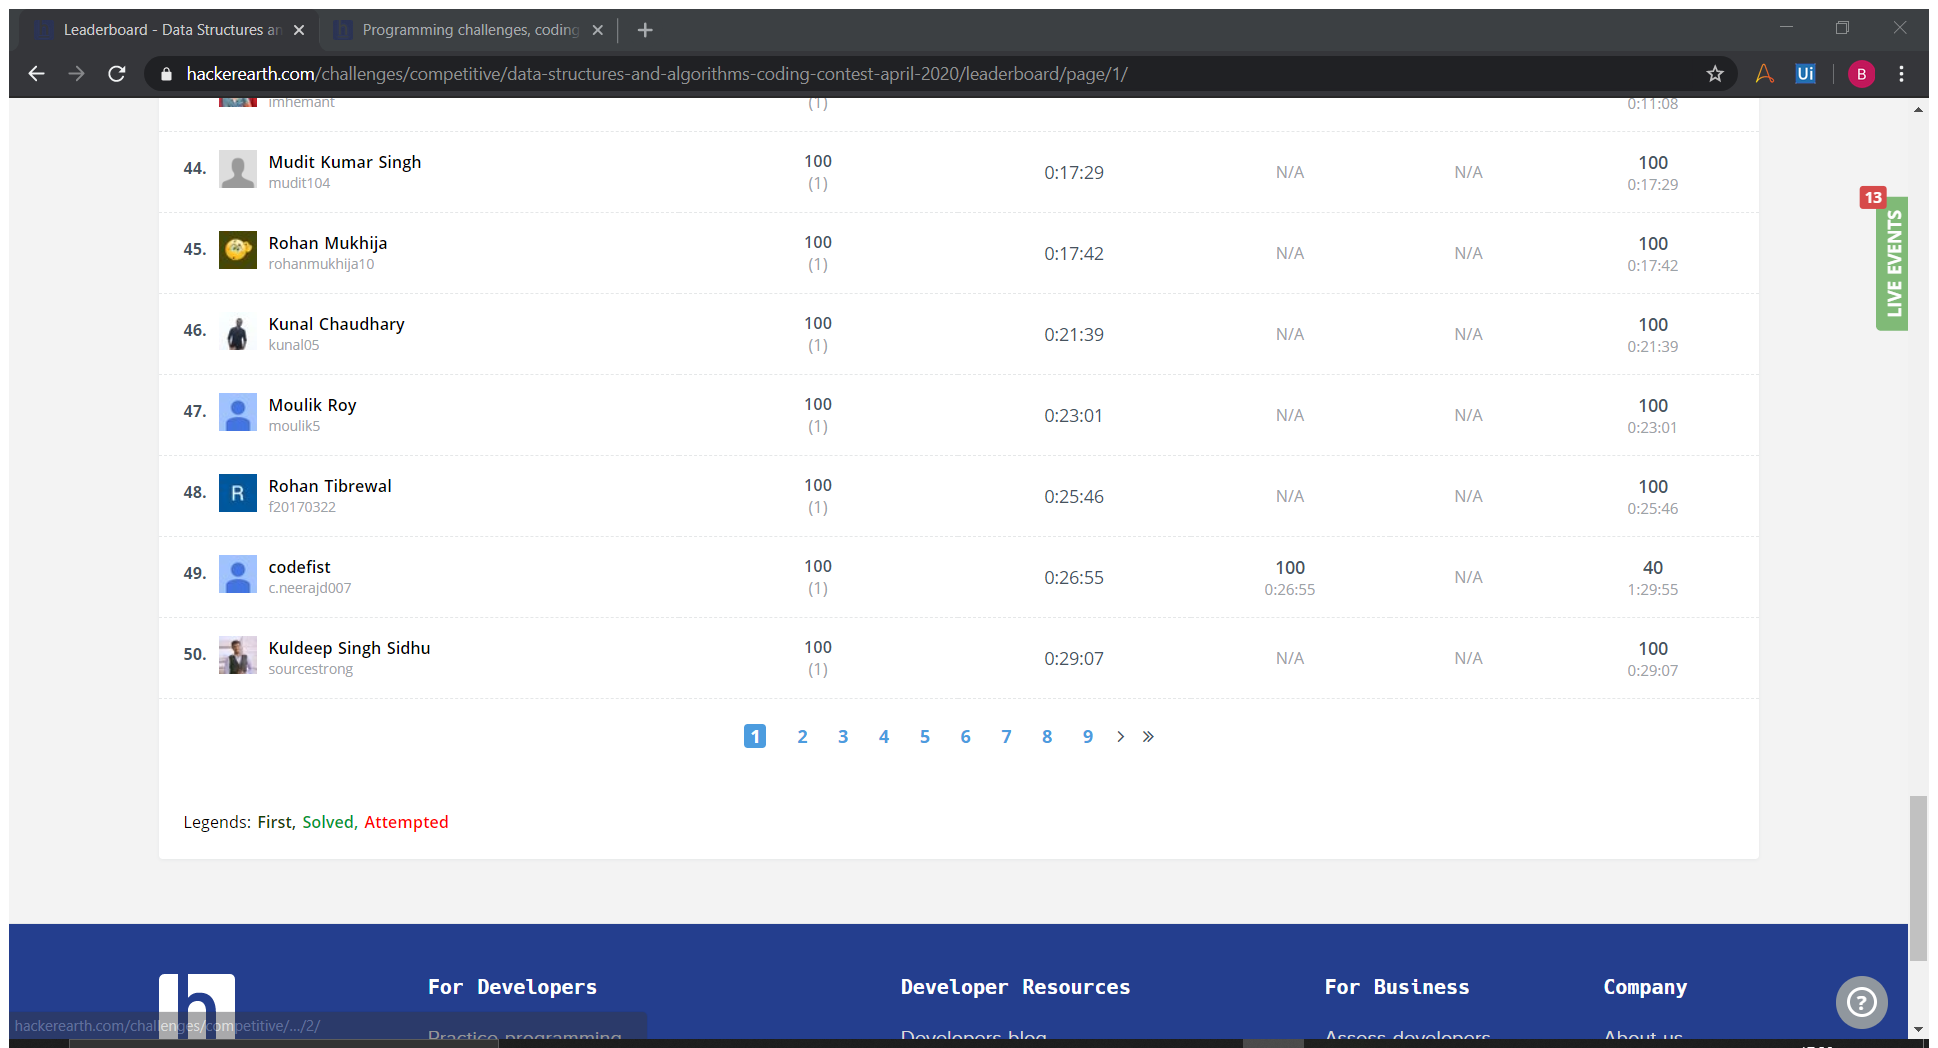 Leaderboard - Data Structures an
Programming challenges, coding
hackerearth.com/challenges/competitive/data-structures-and-algorithms-coding-contest-april-2020/leaderboard/page/1/
Ui
B
imhemant (1) 0:11:08
44. Mudit Kumar Singh 100 0:17:29 N/A N/A 100
mudit104 (1) 0:17:29
45. Rohan Mukhija 100 0:17:42 N/A N/A 100
rohanmukhija10 (1) 0:17:42
46. Kunal Chaudhary 100 0:21:39 N/A N/A 100
kunal05 (1) 0:21:39
47. Moulik Roy 100 0:23:01 N/A N/A 100
moulik5 (1) 0:23:01
48. R Rohan Tibrewal 100 0:25:46 N/A N/A 100
f20170322 (1) 0:25:46
49. codefist 100 0:26:55 100 N/A 40
c.neerajd007 (1) 0:26:55 1:29:55
50. Kuldeep Singh Sidhu 100 0:29:07 N/A N/A 100
sourcestrong (1) 0:29:07
13
LIVE EVENTS
1 2 3 4 5 6 7 8 9 › »
Legends: First, Solved, Attempted
h
For Developers
Developer Resources
For Business
Company
Practice programming
Developers blog
Assess developers
About us
?
hackerearth.com/challenges/competitive/.../2/